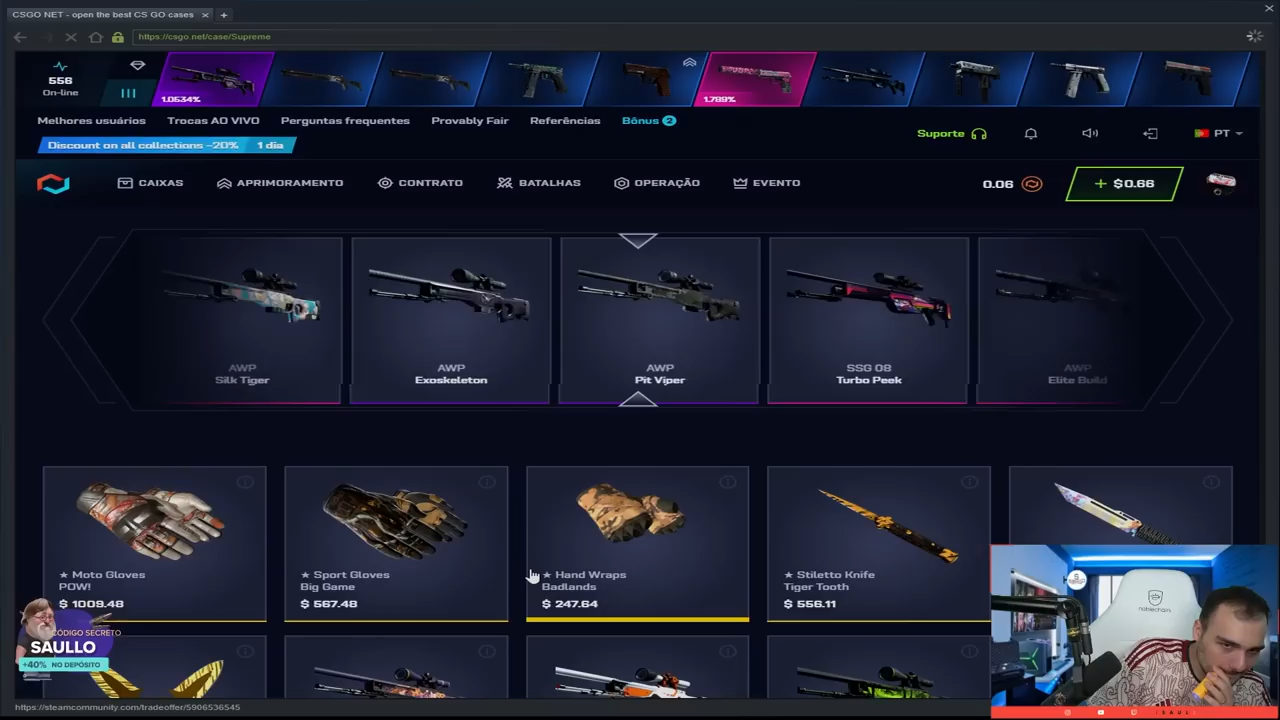 CSGO NET - open the best CS GO cases
https://csgo.net/case/Supreme
556
On-line
1.0534%
1.789%
Melhores usuários
Trocas AO VIVO
Perguntas frequentes
Provably Fair
Referências
Bônus 2
Suporte
PT
Discount on all collections -20%
1 dia
CAIXAS
APRIMORAMENTO
CONTRATO
BATALHAS
OPERAÇÃO
EVENTO
0.06
+ $0.66
AWP
Silk Tiger
AWP
Exoskeleton
AWP
Pit Viper
SSG 08
Turbo Peek
AWP
Elite Build
★ Moto Gloves
POW!
$ 1009.48
★ Sport Gloves
Big Game
$ 567.48
★ Hand Wraps
Badlands
$ 247.64
★ Stiletto Knife
Tiger Tooth
$ 556.11
CÓDIGO SECRETO
SAULLO
+40% NO DEPÓSITO
noblechairs
https://steamcommunity.com/tradeoffer/5906536545